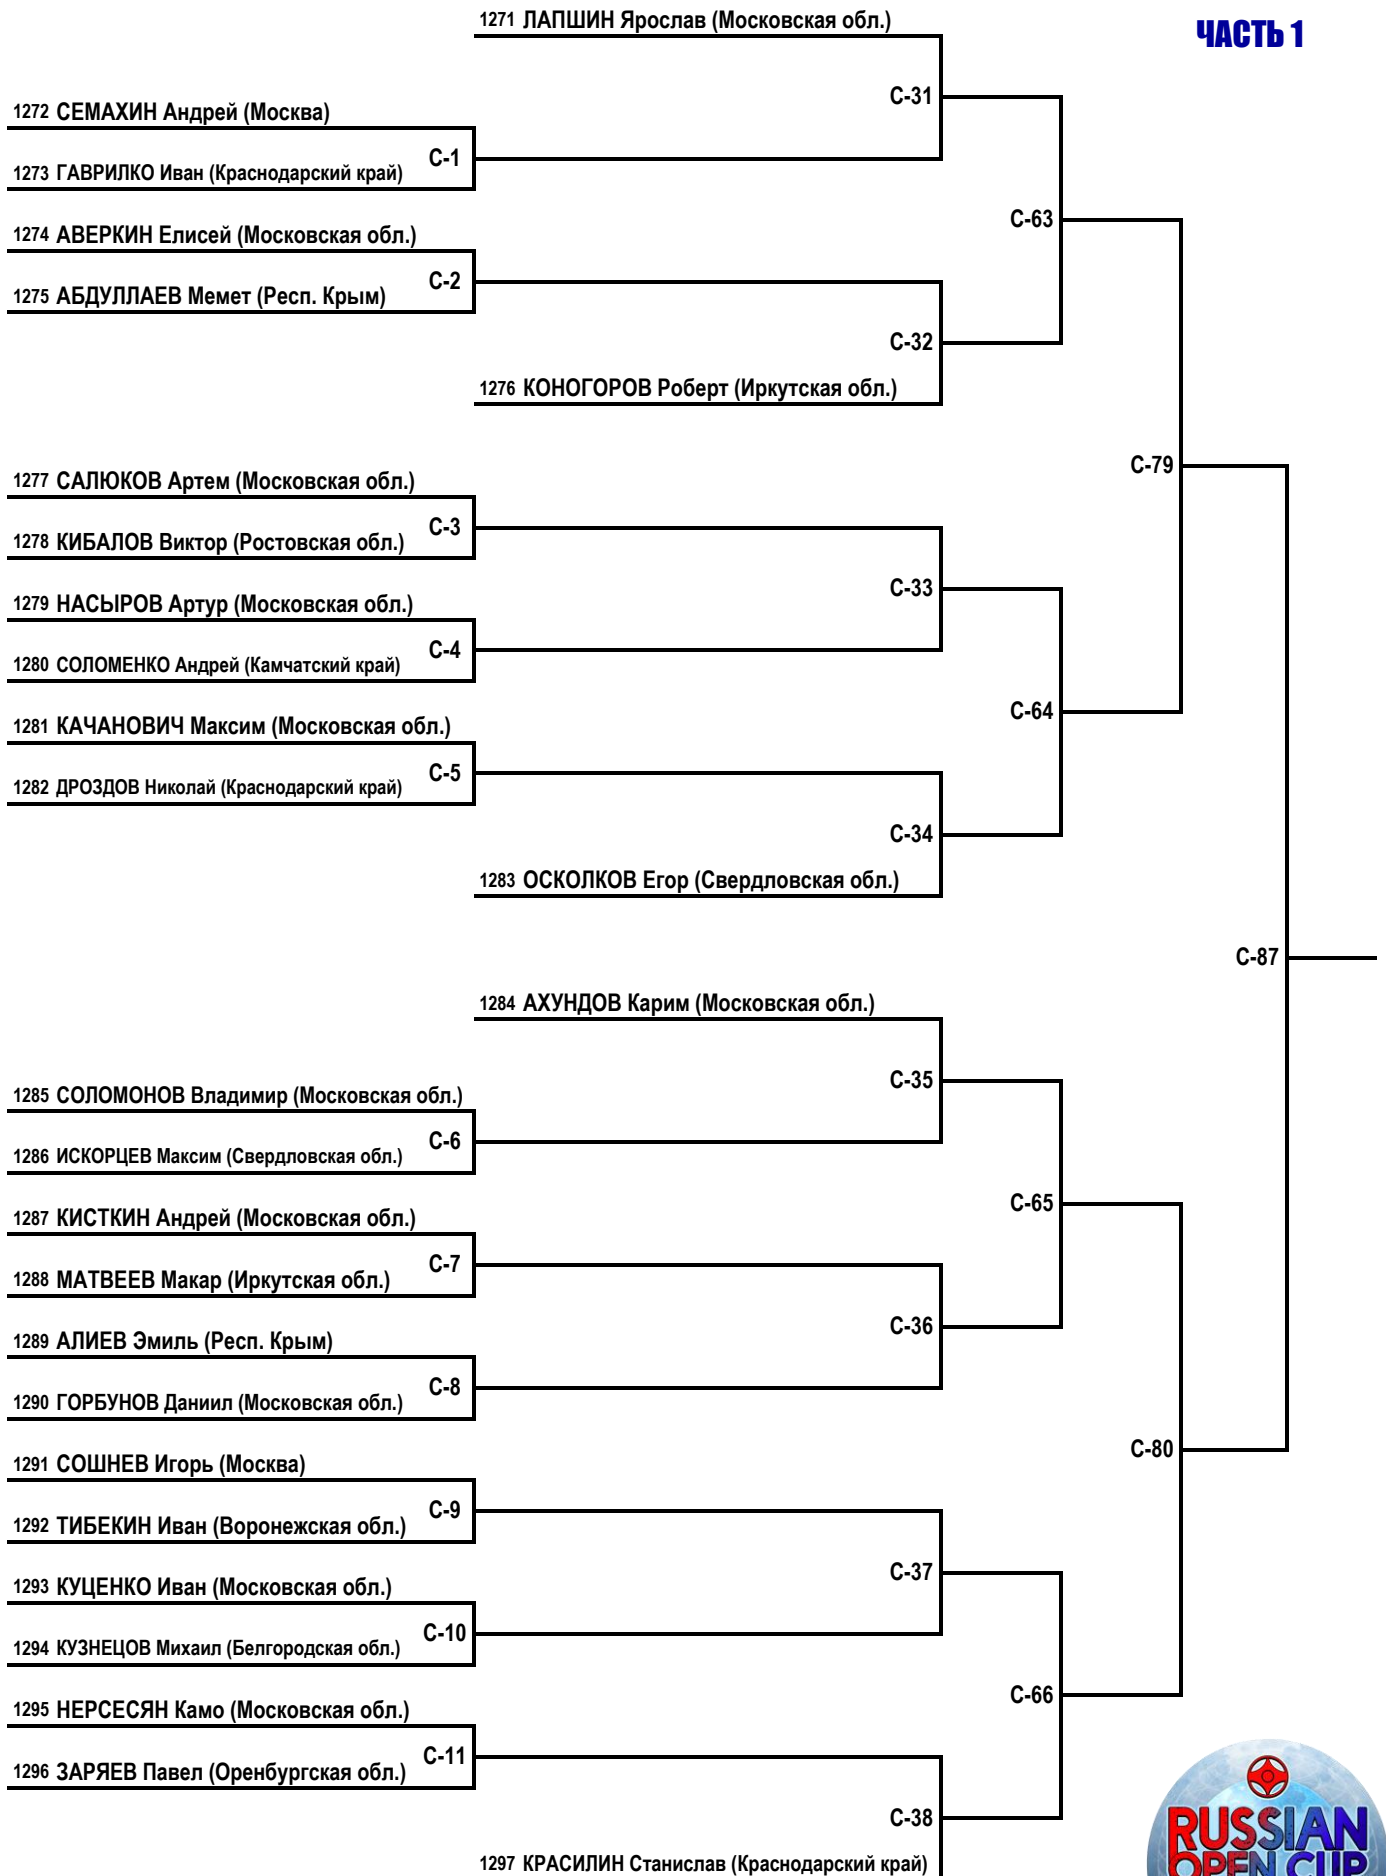 1271 ЛАПШИН Ярослав (Московская обл.)
ЧАСТЬ 1
С-31
1272 СЕМАХИН Андрей (Москва)
С-1
1273 ГАВРИЛКО Иван (Краснодарский край)
С-63
1274 АВЕРКИН Елисей (Московская обл.)
С-2
1275 АБДУЛЛАЕВ Мемет (Респ. Крым)
С-32
1276 КОНОГОРОВ Роберт (Иркутская обл.)
С-79
1277 САЛЮКОВ Артем (Московская обл.)
С-3
1278 КИБАЛОВ Виктор (Ростовская обл.)
С-33
1279 НАСЫРОВ Артур (Московская обл.)
С-4
1280 СОЛОМЕНКО Андрей (Камчатский край)
С-64
1281 КАЧАНОВИЧ Максим (Московская обл.)
С-5
1282 ДРОЗДОВ Николай (Краснодарский край)
С-34
1283 ОСКОЛКОВ Егор (Свердловская обл.)
С-87
1284 АХУНДОВ Карим (Московская обл.)
С-35
1285 СОЛОМОНОВ Владимир (Московская обл.)
С-6
1286 ИСКОРЦЕВ Максим (Свердловская обл.)
С-65
1287 КИСТКИН Андрей (Московская обл.)
С-7
1288 МАТВЕЕВ Макар (Иркутская обл.)
С-36
1289 АЛИЕВ Эмиль (Респ. Крым)
С-8
1290 ГОРБУНОВ Даниил (Московская обл.)
С-80
1291 СОШНЕВ Игорь (Москва)
С-9
1292 ТИБЕКИН Иван (Воронежская обл.)
С-37
1293 КУЦЕНКО Иван (Московская обл.)
С-10
1294 КУЗНЕЦОВ Михаил (Белгородская обл.)
С-66
1295 НЕРСЕСЯН Камо (Московская обл.)
С-11
1296 ЗАРЯЕВ Павел (Оренбургская обл.)
С-38
1297 КРАСИЛИН Станислав (Краснодарский край)
RUSSIAN
OPEN CUP